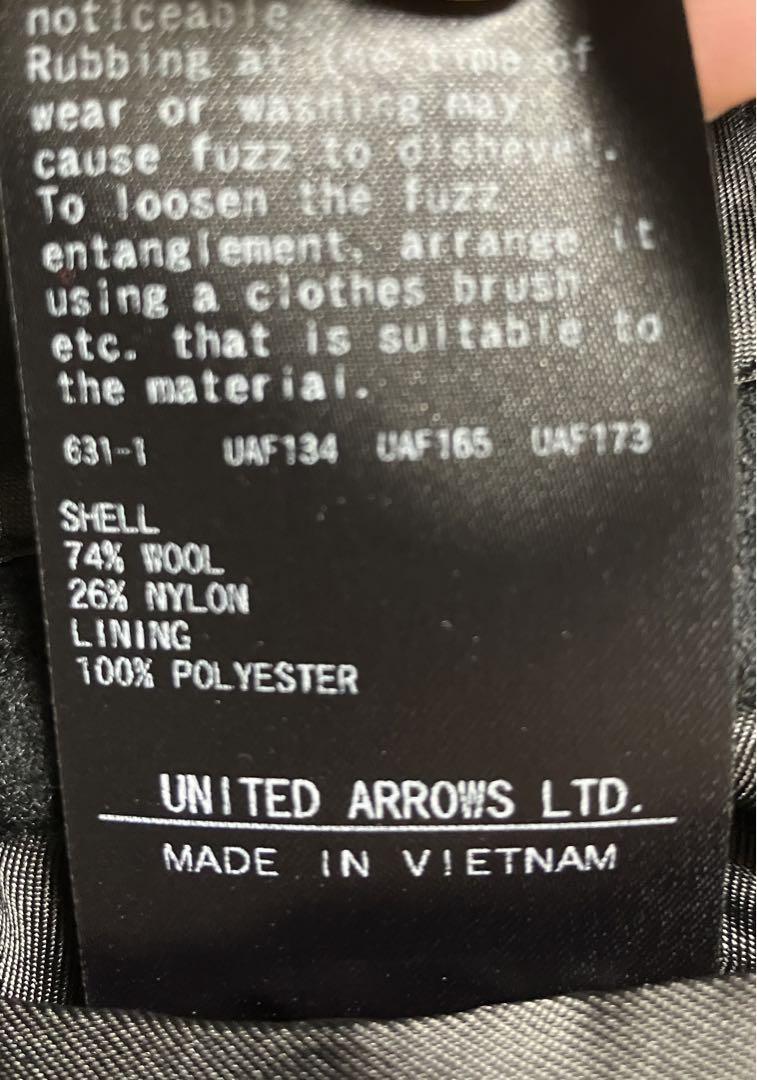 noticeable.
Rubbing at the time of
wear or washing may
cause fuzz to dishevel.
To loosen the fuzz
entanglement, arrange it
using a clothes brush
etc. that is suitable to
the material.
631-1 UAF134 UAF165 UAF173
SHELL
74% WOOL
26% NYLON
LINING
100% POLYESTER
UNITED ARROWS LTD.
MADE IN VIETNAM